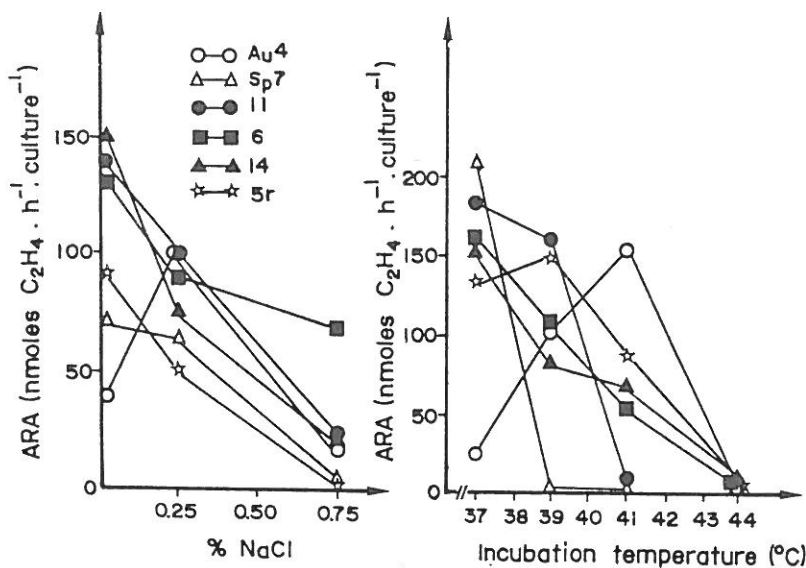 Au4
Sp7
11
6
14
5r
ARA (nmoles C₂H₄ · h⁻¹. culture⁻¹)
150
100
50
0
0.25 0.50 0.75
% NaCl
ARA (nmoles C₂H₄ · h⁻¹. culture⁻¹)
200
150
100
50
0
37 38 39 40 41 42 43 44
Incubation temperature (°C)